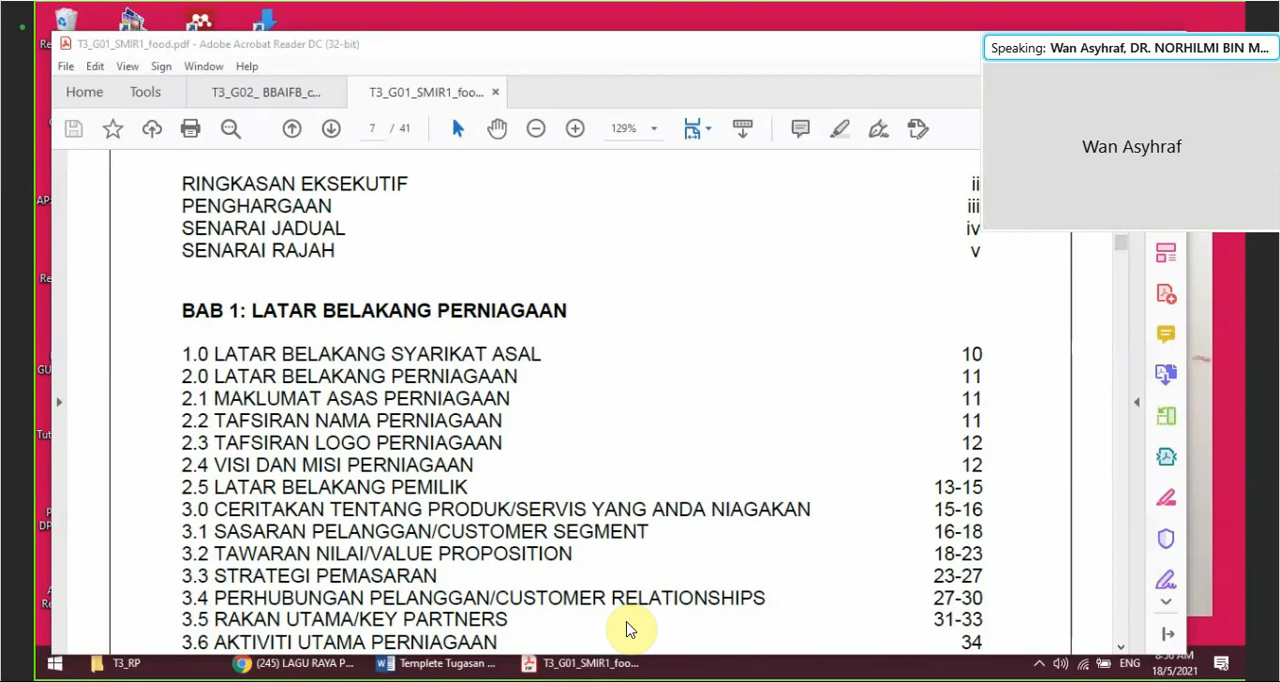 T3_G01_SMIR1_food.pdf - Adobe Acrobat Reader DC (32-bit)
Speaking: Wan Asyhraf, DR. NORHILMI BIN M...
File Edit View Sign Window Help
Home Tools T3_G02_ BBAIFB_c... T3_G01_SMIR1_foo... ×
7 / 41 129%
Wan Asyhraf
RINGKASAN EKSEKUTIF ii
PENGHARGAAN iii
SENARAI JADUAL iv
SENARAI RAJAH v
BAB 1: LATAR BELAKANG PERNIAGAAN
1.0 LATAR BELAKANG SYARIKAT ASAL 10
2.0 LATAR BELAKANG PERNIAGAAN 11
2.1 MAKLUMAT ASAS PERNIAGAAN 11
2.2 TAFSIRAN NAMA PERNIAGAAN 11
2.3 TAFSIRAN LOGO PERNIAGAAN 12
2.4 VISI DAN MISI PERNIAGAAN 12
2.5 LATAR BELAKANG PEMILIK 13-15
3.0 CERITAKAN TENTANG PRODUK/SERVIS YANG ANDA NIAGAKAN 15-16
3.1 SASARAN PELANGGAN/CUSTOMER SEGMENT 16-18
3.2 TAWARAN NILAI/VALUE PROPOSITION 18-23
3.3 STRATEGI PEMASARAN 23-27
3.4 PERHUBUNGAN PELANGGAN/CUSTOMER RELATIONSHIPS 27-30
3.5 RAKAN UTAMA/KEY PARTNERS 31-33
3.6 AKTIVITI UTAMA PERNIAGAAN 34
T3_RP (245) LAGU RAYA P... Templete Tugasan ... T3_G01_SMIR1_foo... ENG
18/5/2021